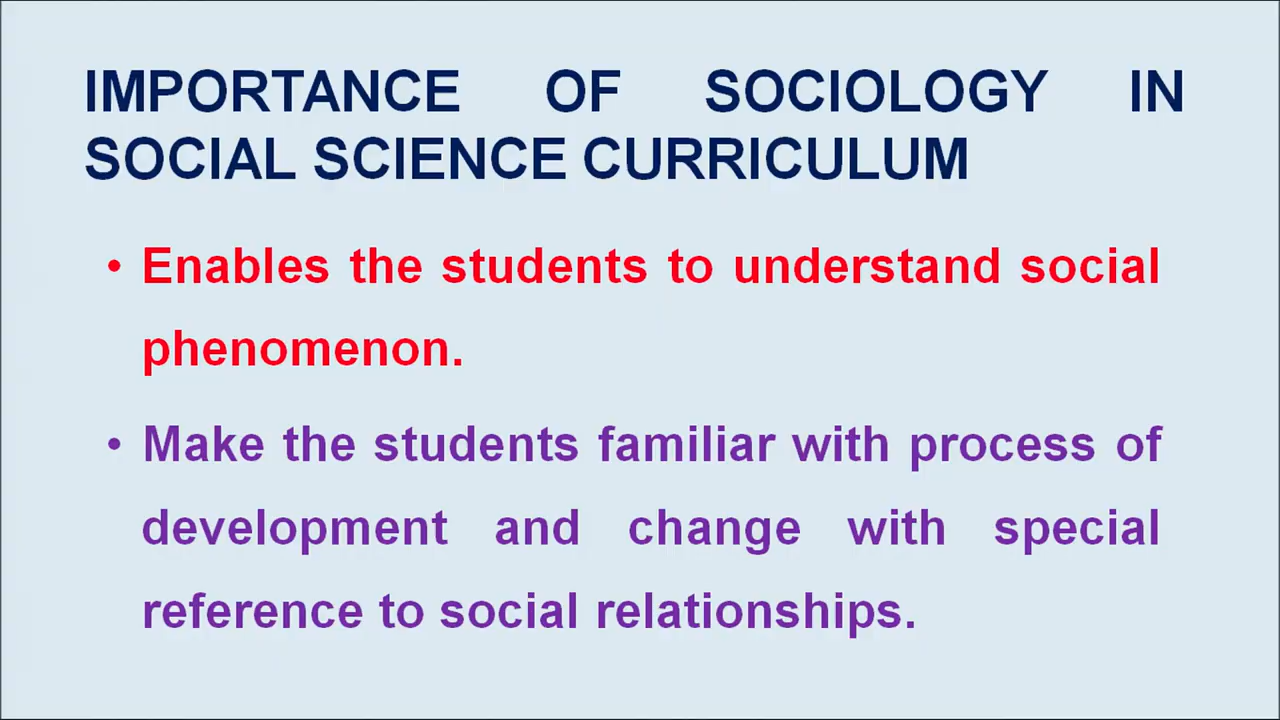 IMPORTANCE OF SOCIOLOGY IN
SOCIAL SCIENCE CURRICULUM
• Enables the students to understand social
phenomenon.
• Make the students familiar with process of
development and change with special
reference to social relationships.